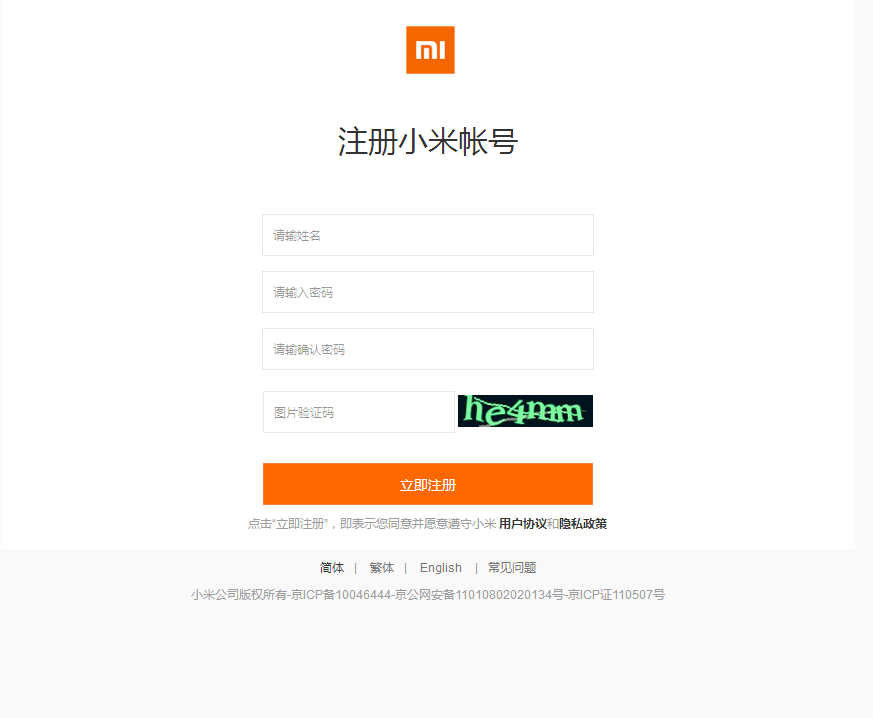 mi
注册小米帐号
请输姓名
请输入密码
请输确认密码
图片验证码
立即注册
点击“立即注册”，即表示您同意并愿意遵守小米 用户协议和隐私政策
简体 | 繁体 | English | 常见问题
小米公司版权所有-京ICP备10046444-京公网安备11010802020134号-京ICP证110507号